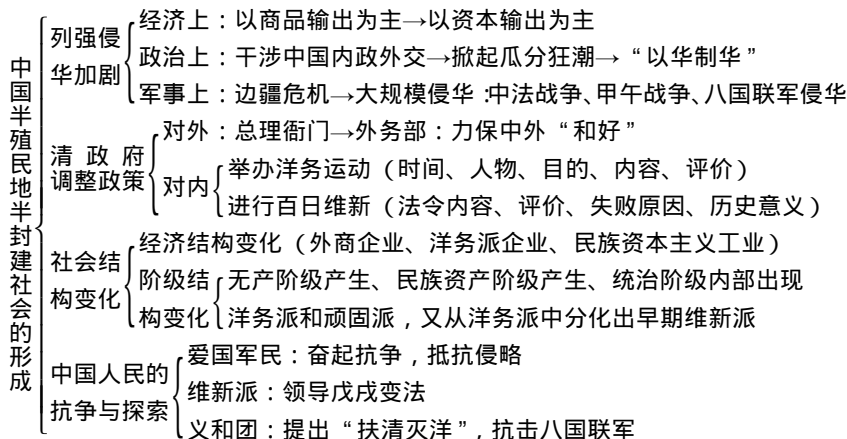 中国半殖民地半封建社会的形成
列强侵华加剧
经济上：以商品输出为主→以资本输出为主
政治上：干涉中国内政外交→掀起瓜分狂潮→“以华制华”
军事上：边疆危机→大规模侵华：中法战争、甲午战争、八国联军侵华
清政府调整政策
对外：总理衙门→外务部：力保中外“和好”
对内
举办洋务运动（时间、人物、目的、内容、评价）
进行百日维新（法令内容、评价、失败原因、历史意义）
社会结构变化
经济结构变化（外商企业、洋务派企业、民族资本主义工业）
阶级结构变化
无产阶级产生、民族资产阶级产生、统治阶级内部出现
洋务派和顽固派，又从洋务派中分化出早期维新派
中国人民的抗争与探索
爱国军民：奋起抗争，抵抗侵略
维新派：领导戊戌变法
义和团：提出“扶清灭洋”，抗击八国联军